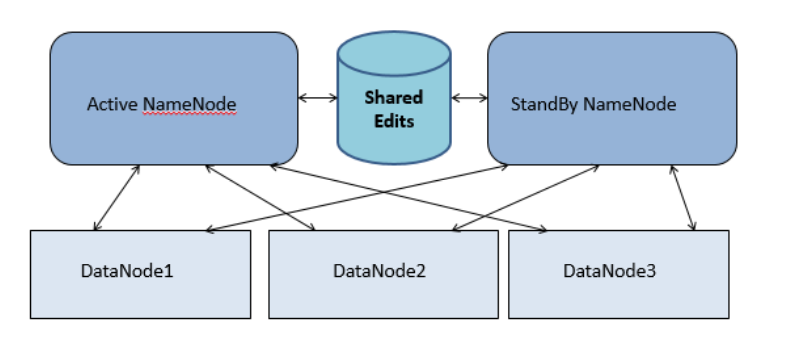 Active NameNode
Shared
Edits
StandBy NameNode
DataNode1
DataNode2
DataNode3